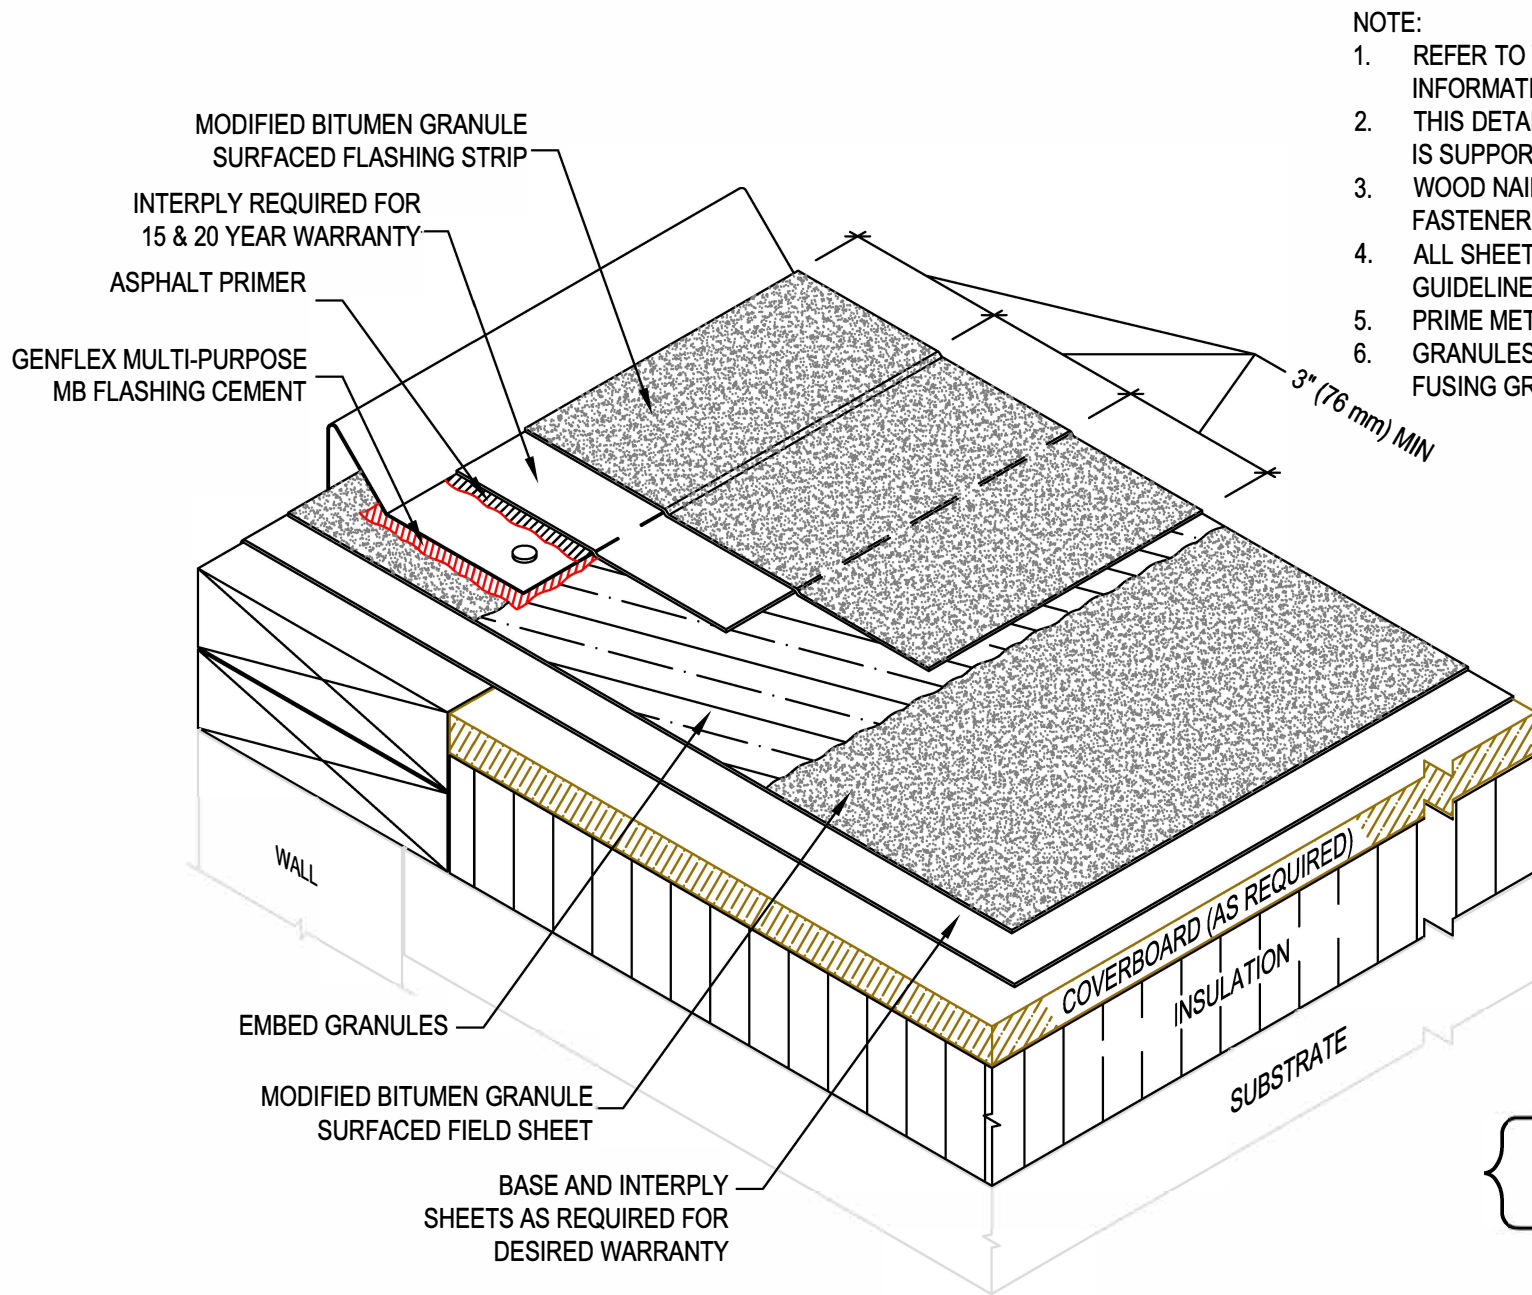 NOTE:
1. REFER TO
INFORMATI
2. THIS DETAI
IS SUPPOR
3. WOOD NAI
FASTENER
4. ALL SHEET
GUIDELINE
5. PRIME MET
6. GRANULES
FUSING GR
MODIFIED BITUMEN GRANULE
SURFACED FLASHING STRIP
INTERPLY REQUIRED FOR
15 & 20 YEAR WARRANTY
ASPHALT PRIMER
GENFLEX MULTI-PURPOSE
MB FLASHING CEMENT
3" (76 mm) MIN
WALL
COVERBOARD (AS REQUIRED)
INSULATION
SUBSTRATE
EMBED GRANULES
MODIFIED BITUMEN GRANULE
SURFACED FIELD SHEET
BASE AND INTERPLY
SHEETS AS REQUIRED FOR
DESIRED WARRANTY